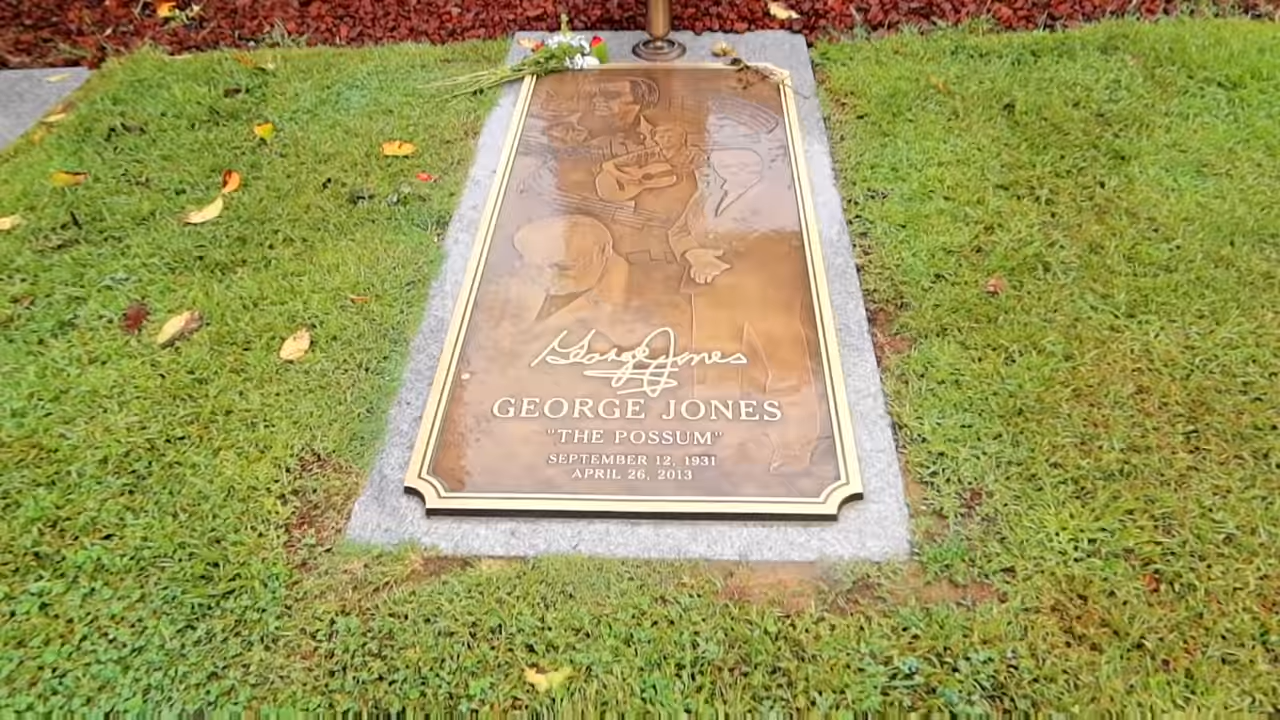 George Jones
GEORGE JONES
"THE POSSUM"
SEPTEMBER 12, 1931
APRIL 26, 2013